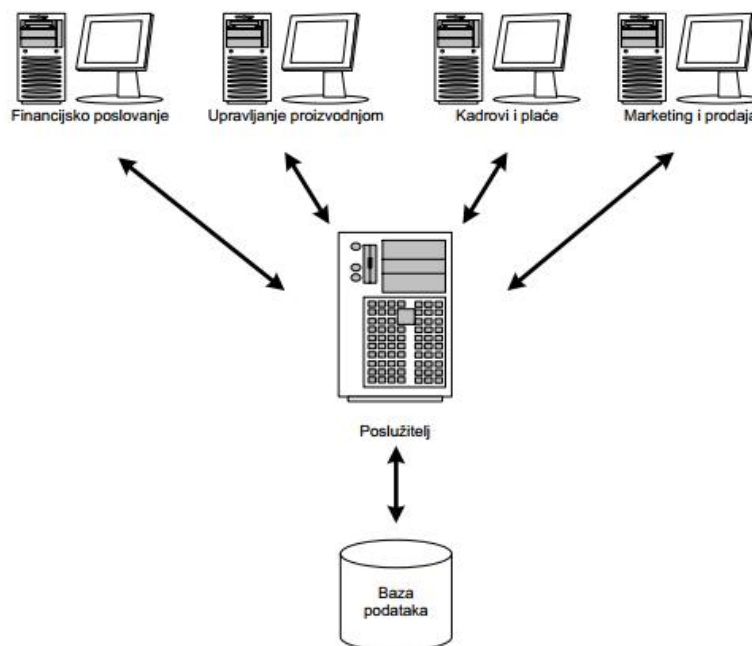 Financijsko poslovanje
Upravljanje proizvodnjom
Kadrovi i plaće
Marketing i prodaja
Poslužitelj
Baza
podataka